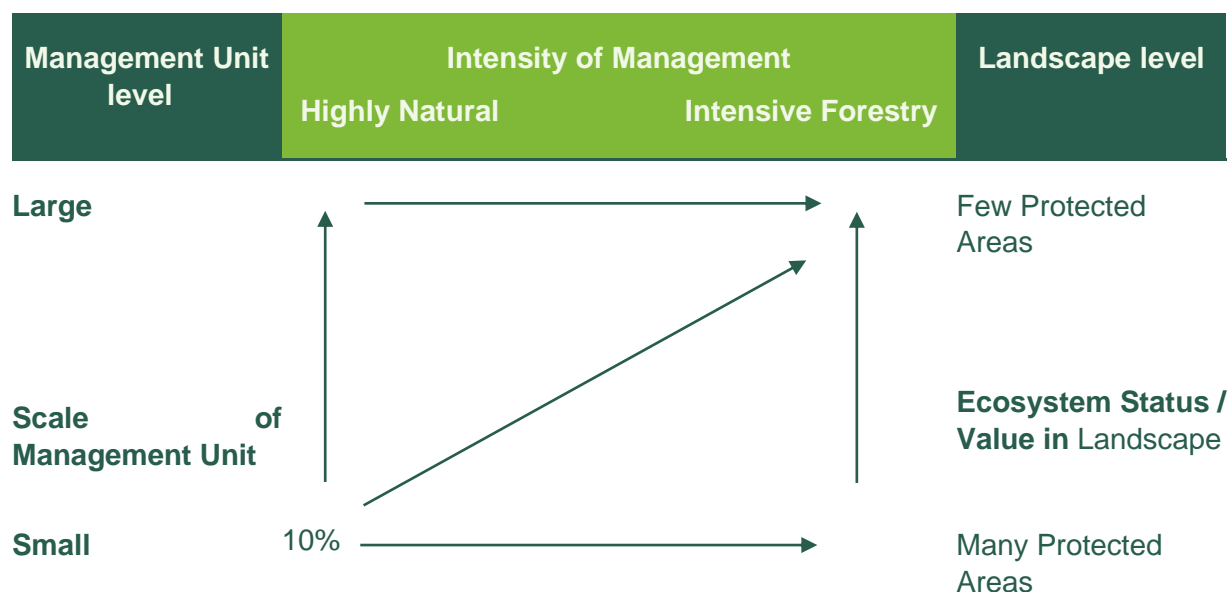 Management Unit
level
Intensity of Management
Highly Natural Intensive Forestry
Landscape level
Large
Few Protected
Areas
Scale of
Management Unit
Ecosystem Status /
Value in Landscape
Small
10%
Many Protected
Areas